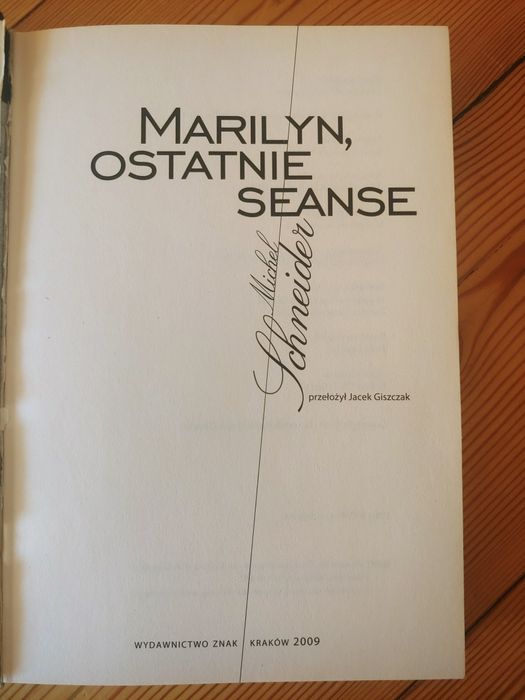 MARILYN,
OSTATNIE
SEANSE
Michel
Schneider
przełożył Jacek Giszczak
WYDAWNICTWO ZNAK KRAKÓW 2009